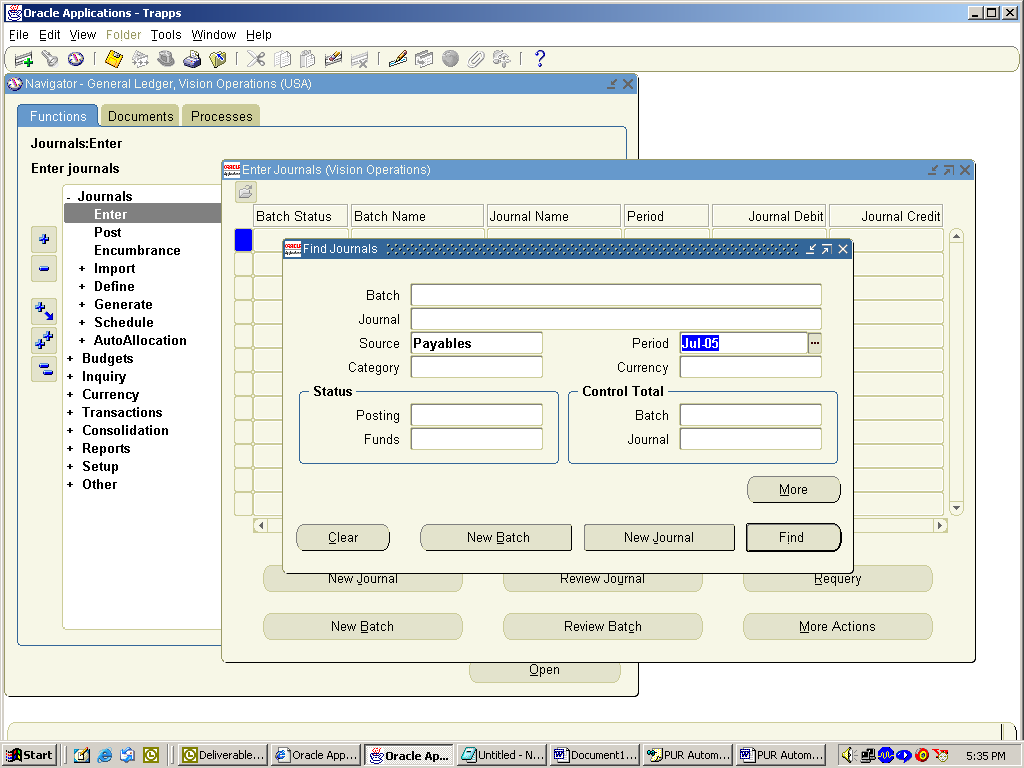 Oracle Applications - Trapps
File Edit View Folder Tools Window Help
Navigator - General Ledger, Vision Operations (USA)
Functions Documents Processes
Journals:Enter
Enter journals
- Journals
Enter
Post
Encumbrance
+ Import
+ Define
+ Generate
+ Schedule
+ AutoAllocation
+ Budgets
+ Inquiry
+ Currency
+ Transactions
+ Consolidation
+ Reports
+ Setup
+ Other
Open
Enter Journals (Vision Operations)
Batch Status Batch Name Journal Name Period Journal Debit Journal Credit
Find Journals
Batch
Journal
Source Payables Period Jul-05 ...
Category Currency
Status Control Total
Posting Batch
Funds Journal
More
Clear New Batch New Journal Find
New Journal Review Journal Requery
New Batch Review Batch More Actions
Start Deliverable... Oracle App... Oracle Ap... Untitled - N... Document1... PUR Autom... PUR Autom... 5:35 PM